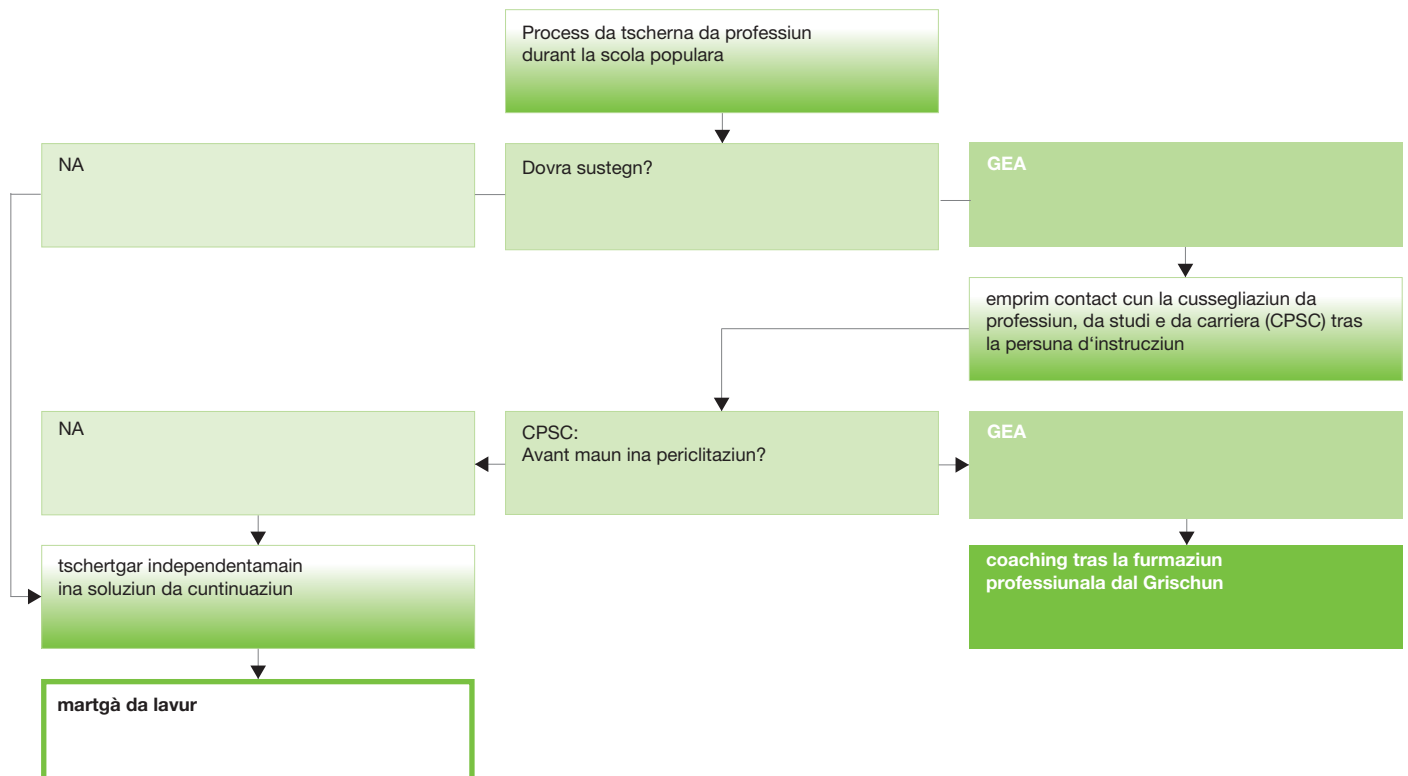 Process da tscherna da professiun
durant la scola populara
NA
Dovra sustegn?
GEA
emprim contact cun la cussegliaziun da
professiun, da studi e da carriera (CPSC) tras
la persuna d‘instrucziun
NA
CPSC:
Avant maun ina periclitaziun?
GEA
tschertgar independentamain
ina soluziun da cuntinuaziun
coaching tras la furmaziun
professiunala dal Grischun
martgà da lavur